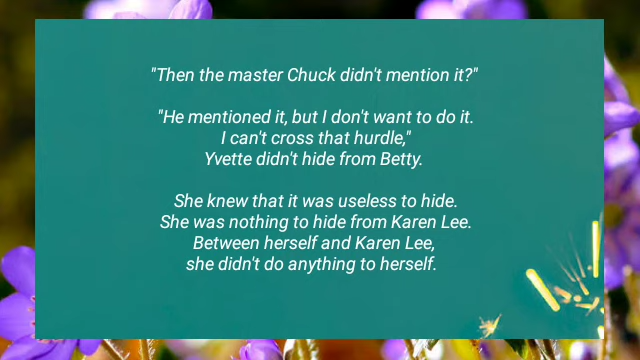 "Then the master Chuck didn't mention it?"
"He mentioned it, but I don't want to do it.
I can't cross that hurdle,"
Yvette didn't hide from Betty.
She knew that it was useless to hide.
She was nothing to hide from Karen Lee.
Between herself and Karen Lee,
she didn't do anything to herself.